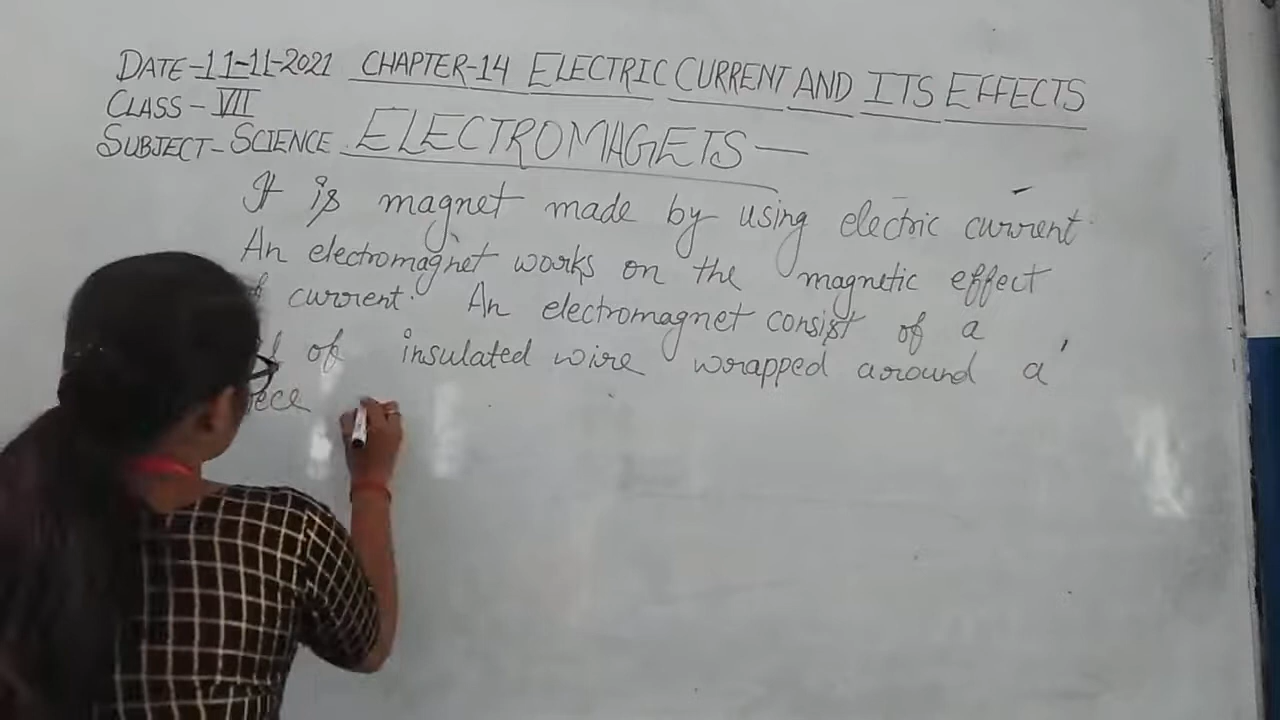 DATE-11-11-2021 CHAPTER-14 ELECTRIC CURRENT AND ITS EFFECTS
CLASS-VII
SUBJECT-SCIENCE ELECTROMAGETS—
It is magnet made by using electric current.
An electromagnet works on the magnetic effect
current. An electromagnet consist of a
of insulated wire wrapped around a